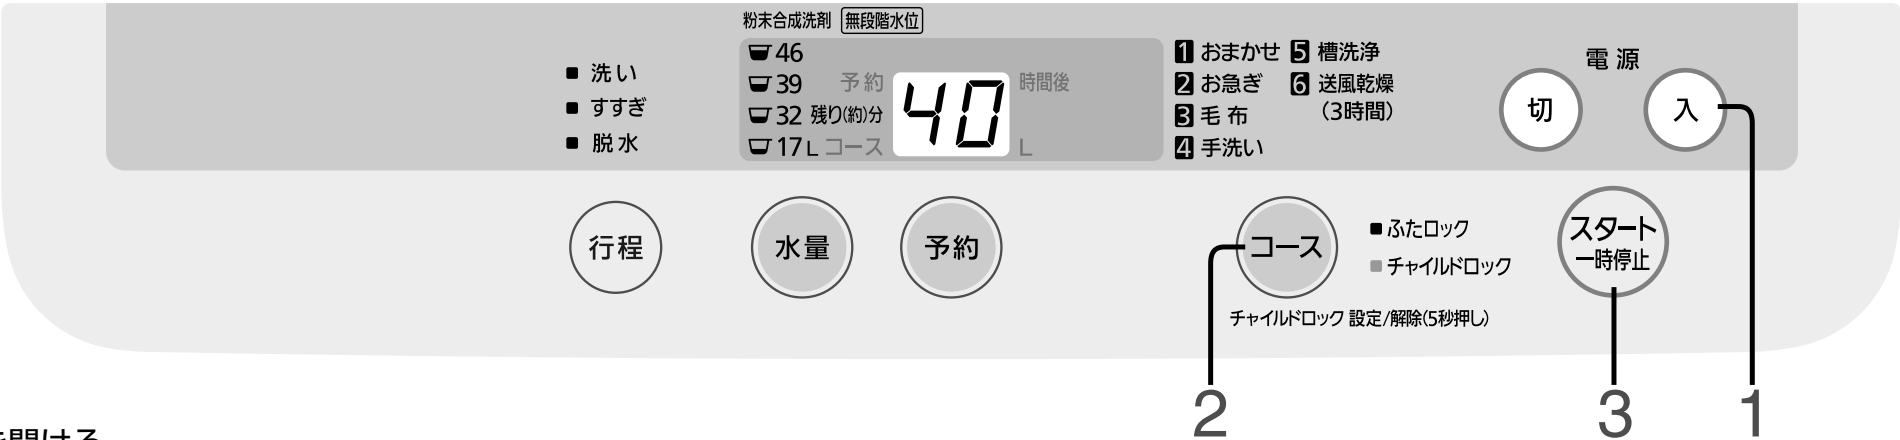 粉末合成洗剤 無段階水位
洗い
すすぎ
脱水
46
39 予約
32 残り(約)分
17L コース
40
時間後
L
1 おまかせ
2 お急ぎ
3 毛布
4 手洗い
5 槽洗浄
6 送風乾燥
(3時間)
電源
切
入
行程
水量
予約
コース
ふたロック
チャイルドロック
スタート
一時停止
チャイルドロック 設定/解除(5秒押し)
2
3
1